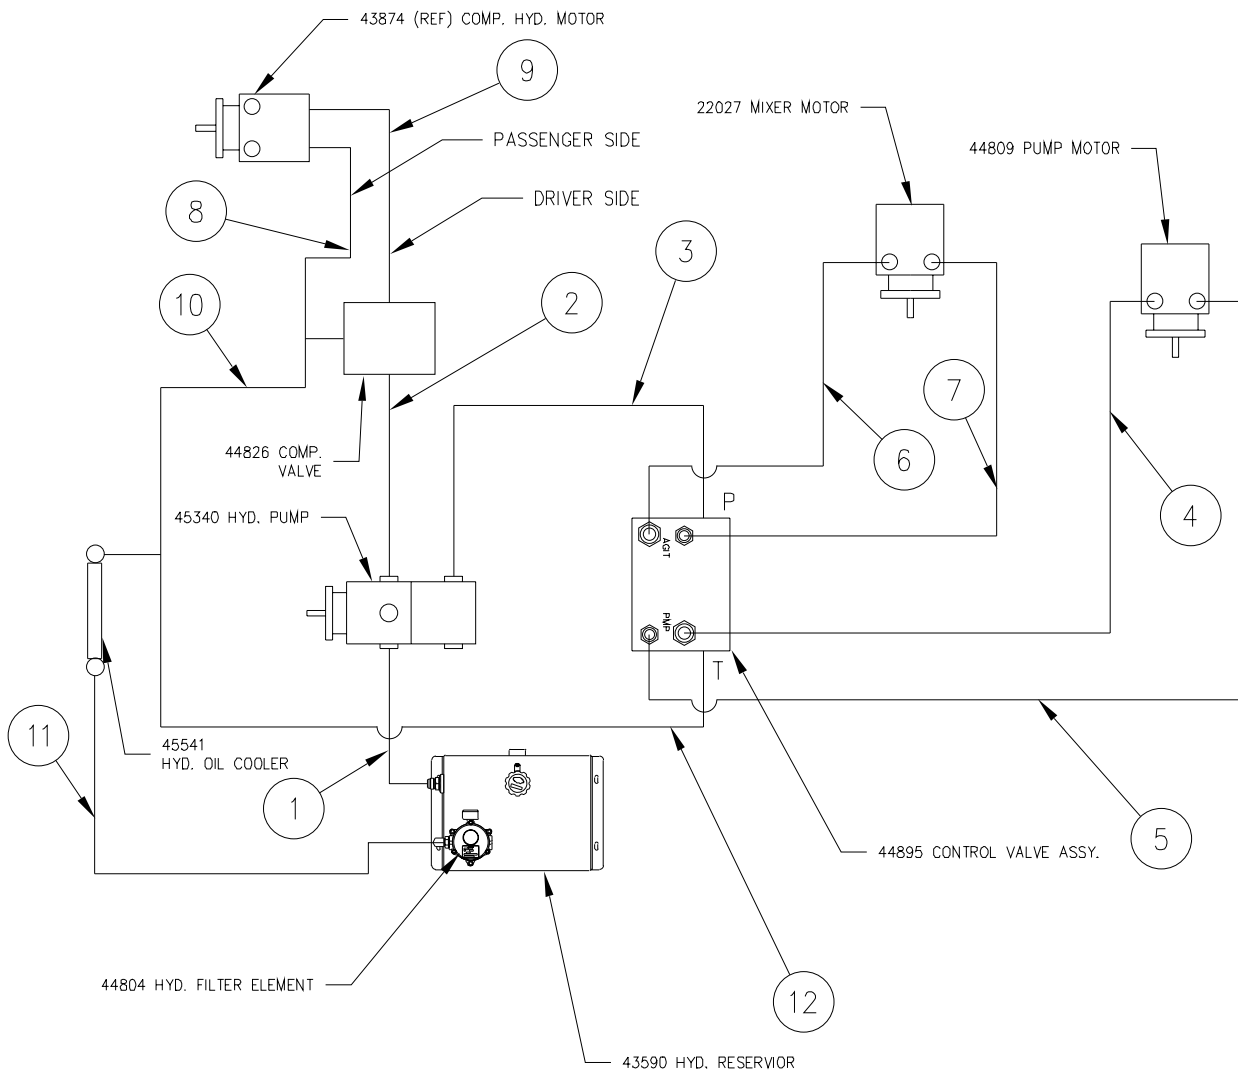 43874 (REF) COMP. HYD. MOTOR
9
22027 MIXER MOTOR
PASSENGER SIDE
44809 PUMP MOTOR
8
DRIVER SIDE
3
10
2
7
44826 COMP.
VALVE
6
P
4
45340 HYD. PUMP
AGIT
PMP
T
11
45541
HYD. OIL COOLER
1
5
44895 CONTROL VALVE ASSY.
44804 HYD. FILTER ELEMENT
12
43590 HYD. RESERVIOR